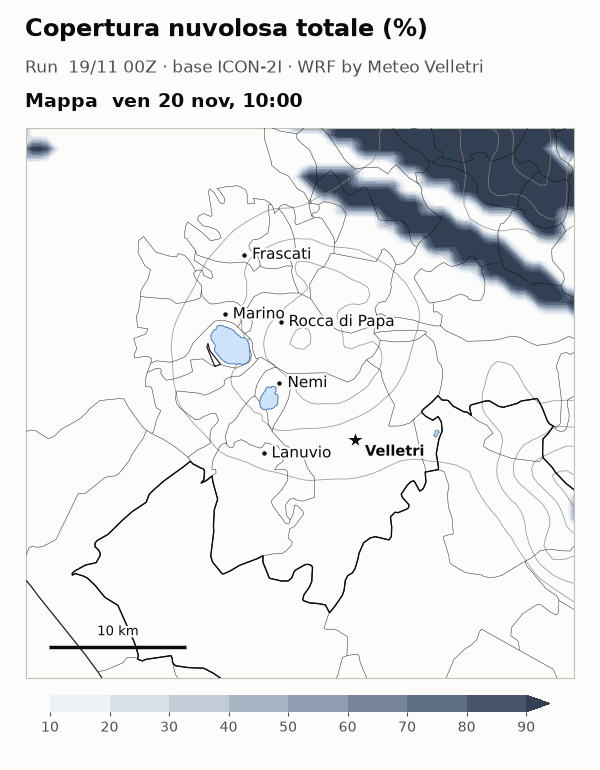 Copertura nuvolosa totale (%)
Run  19/11 00Z · base ICON-2I · WRF by Meteo Velletri
Mappa  ven 20 nov, 10:00
Frascati
Marino
Rocca di Papa
Nemi
Velletri
Lanuvio
10 km
10 20 30 40 50 60 70 80 90